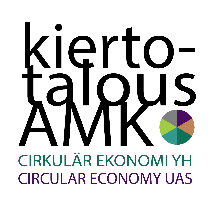 kierto-
talous
AMK
CIRKULÄR EKONOMI YH
CIRCULAR ECONOMY UAS